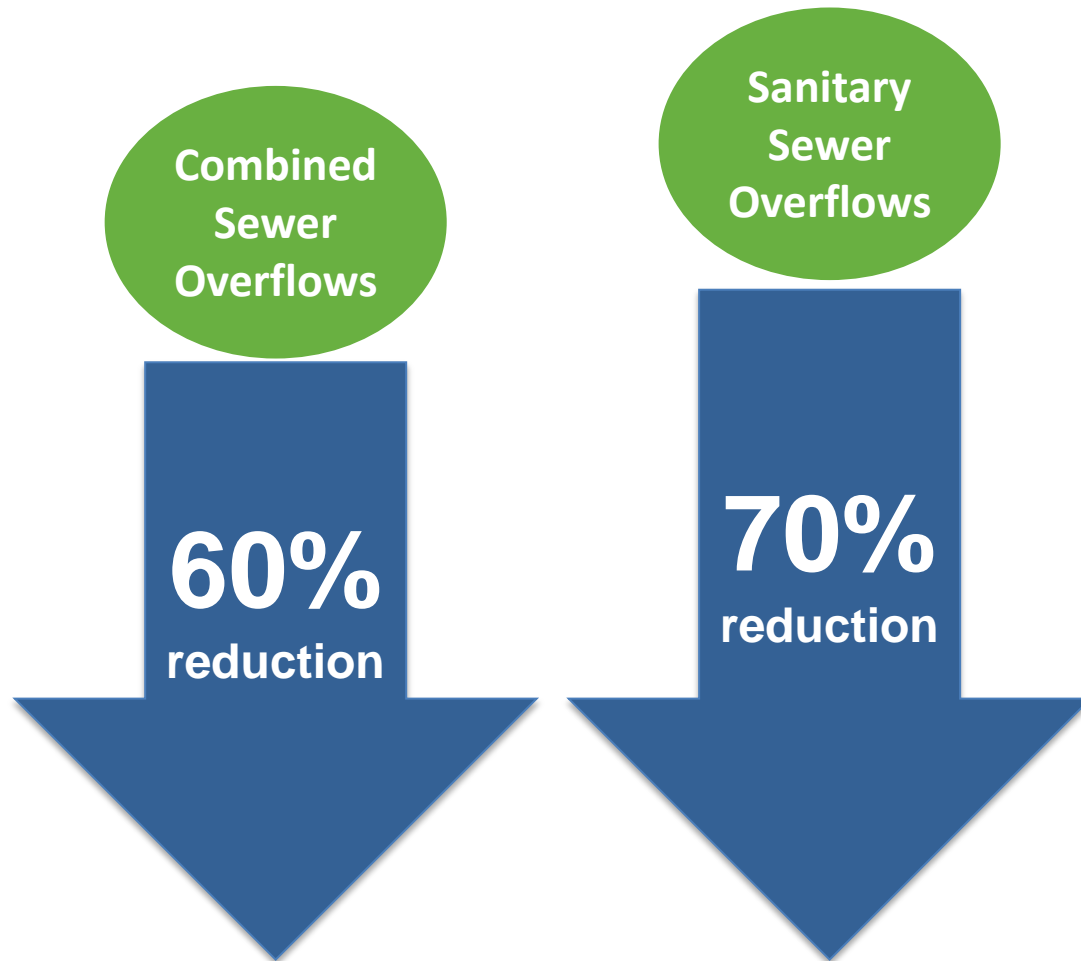 Combined
Sewer
Overflows
60%
reduction
Sanitary
Sewer
Overflows
70%
reduction